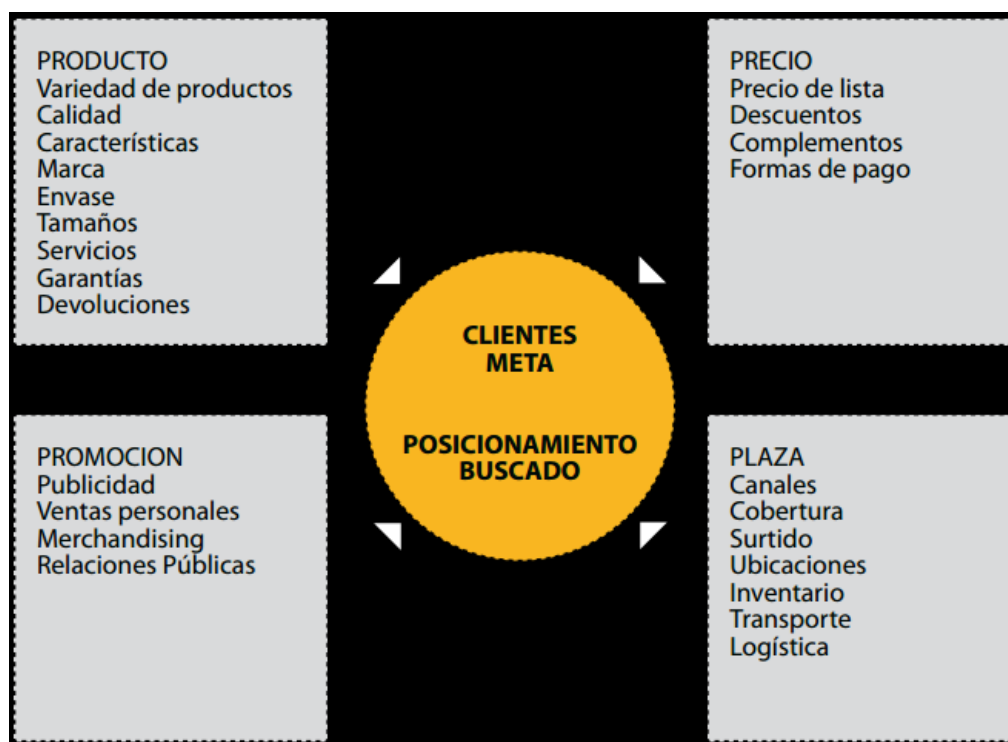 PRODUCTO
Variedad de productos
Calidad
Características
Marca
Envase
Tamaños
Servicios
Garantías
Devoluciones
PRECIO
Precio de lista
Descuentos
Complementos
Formas de pago
CLIENTES
META
POSICIONAMIENTO
BUSCADO
PROMOCION
Publicidad
Ventas personales
Merchandising
Relaciones Públicas
PLAZA
Canales
Cobertura
Surtido
Ubicaciones
Inventario
Transporte
Logística